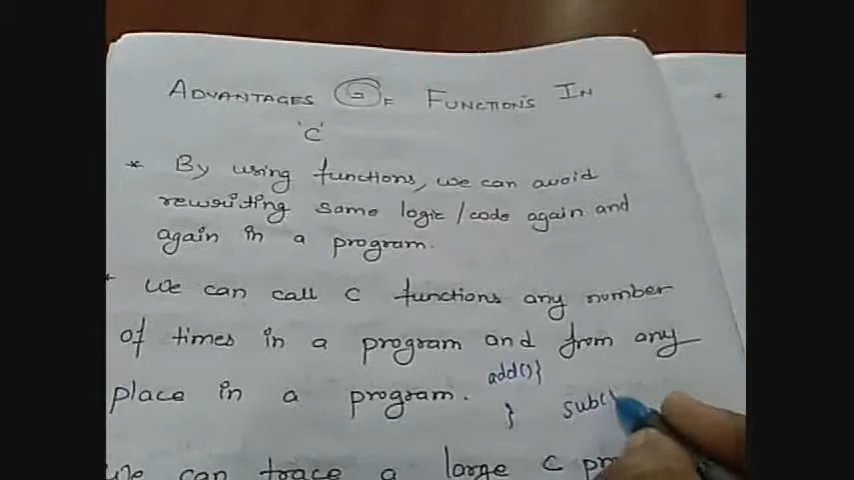 ADVANTAGES OF FUNCTIONS IN
'C'
* By using functions, we can avoid
rewriting same logic/code again and
again in a program.
* We can call C functions any number
of times in a program and from any
place in a program.
add(){
} sub(
We can trace a large C pr